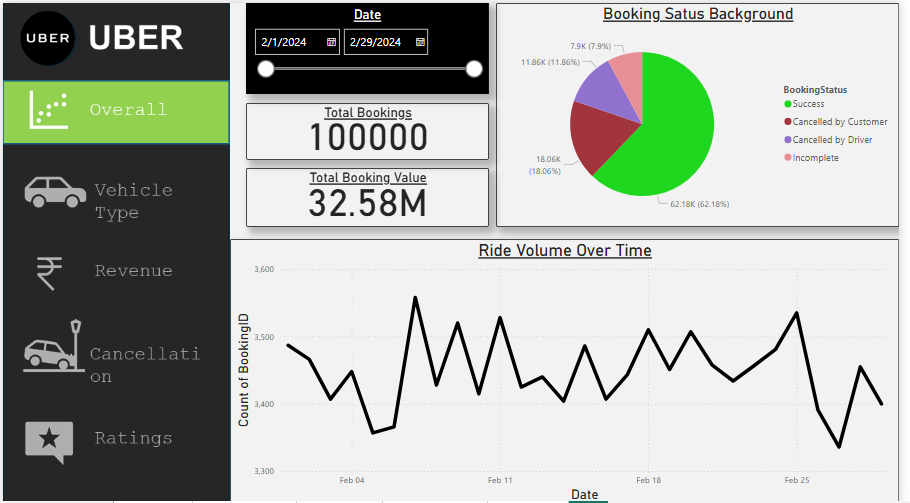 UBER
UBER
Overall
Vehicle
Type
Revenue
Cancellati
on
Ratings
Date
2/1/2024
2/29/2024
Total Bookings
100000
Total Booking Value
32.58M
Booking Satus Background
7.9K (7.9%)
11.86K (11.86%)
18.06K
(18.06%)
62.18K (62.18%)
BookingStatus
Success
Cancelled by Customer
Cancelled by Driver
Incomplete
Ride Volume Over Time
Count of BookingID
3,600
3,500
3,400
3,300
Feb 04
Feb 11
Feb 18
Feb 25
Date